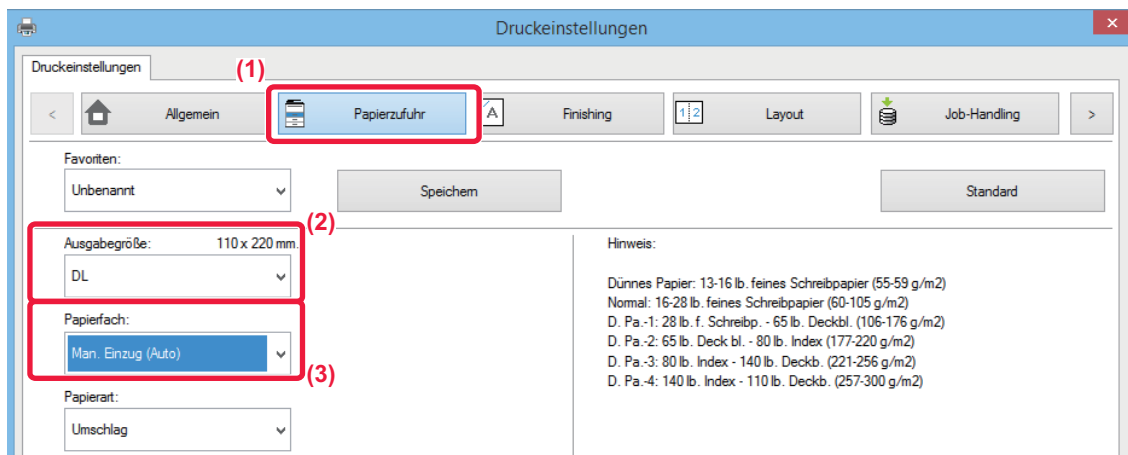 Druckeinstellungen
Druckeinstellungen
(1)
< Allgemein Papierzufuhr A Finishing 1 2 Layout Job-Handling >
Favoriten:
Unbenannt Speichern Standard
(2)
Ausgabegröße: 110 x 220 mm.
DL
Papierfach:
Man. Einzug (Auto)
(3)
Papierart:
Umschlag
Hinweis:
Dünnes Papier: 13-16 lb. feines Schreibpapier (55-59 g/m2)
Normal: 16-28 lb. feines Schreibpapier (60-105 g/m2)
D. Pa.-1: 28 lb. f. Schreibp. - 65 lb. Deckbl. (106-176 g/m2)
D. Pa.-2: 65 lb. Deck bl. - 80 lb. Index (177-220 g/m2)
D. Pa.-3: 80 lb. Index - 140 lb. Deckb. (221-256 g/m2)
D. Pa.-4: 140 lb. Index - 110 lb. Deckb. (257-300 g/m2)